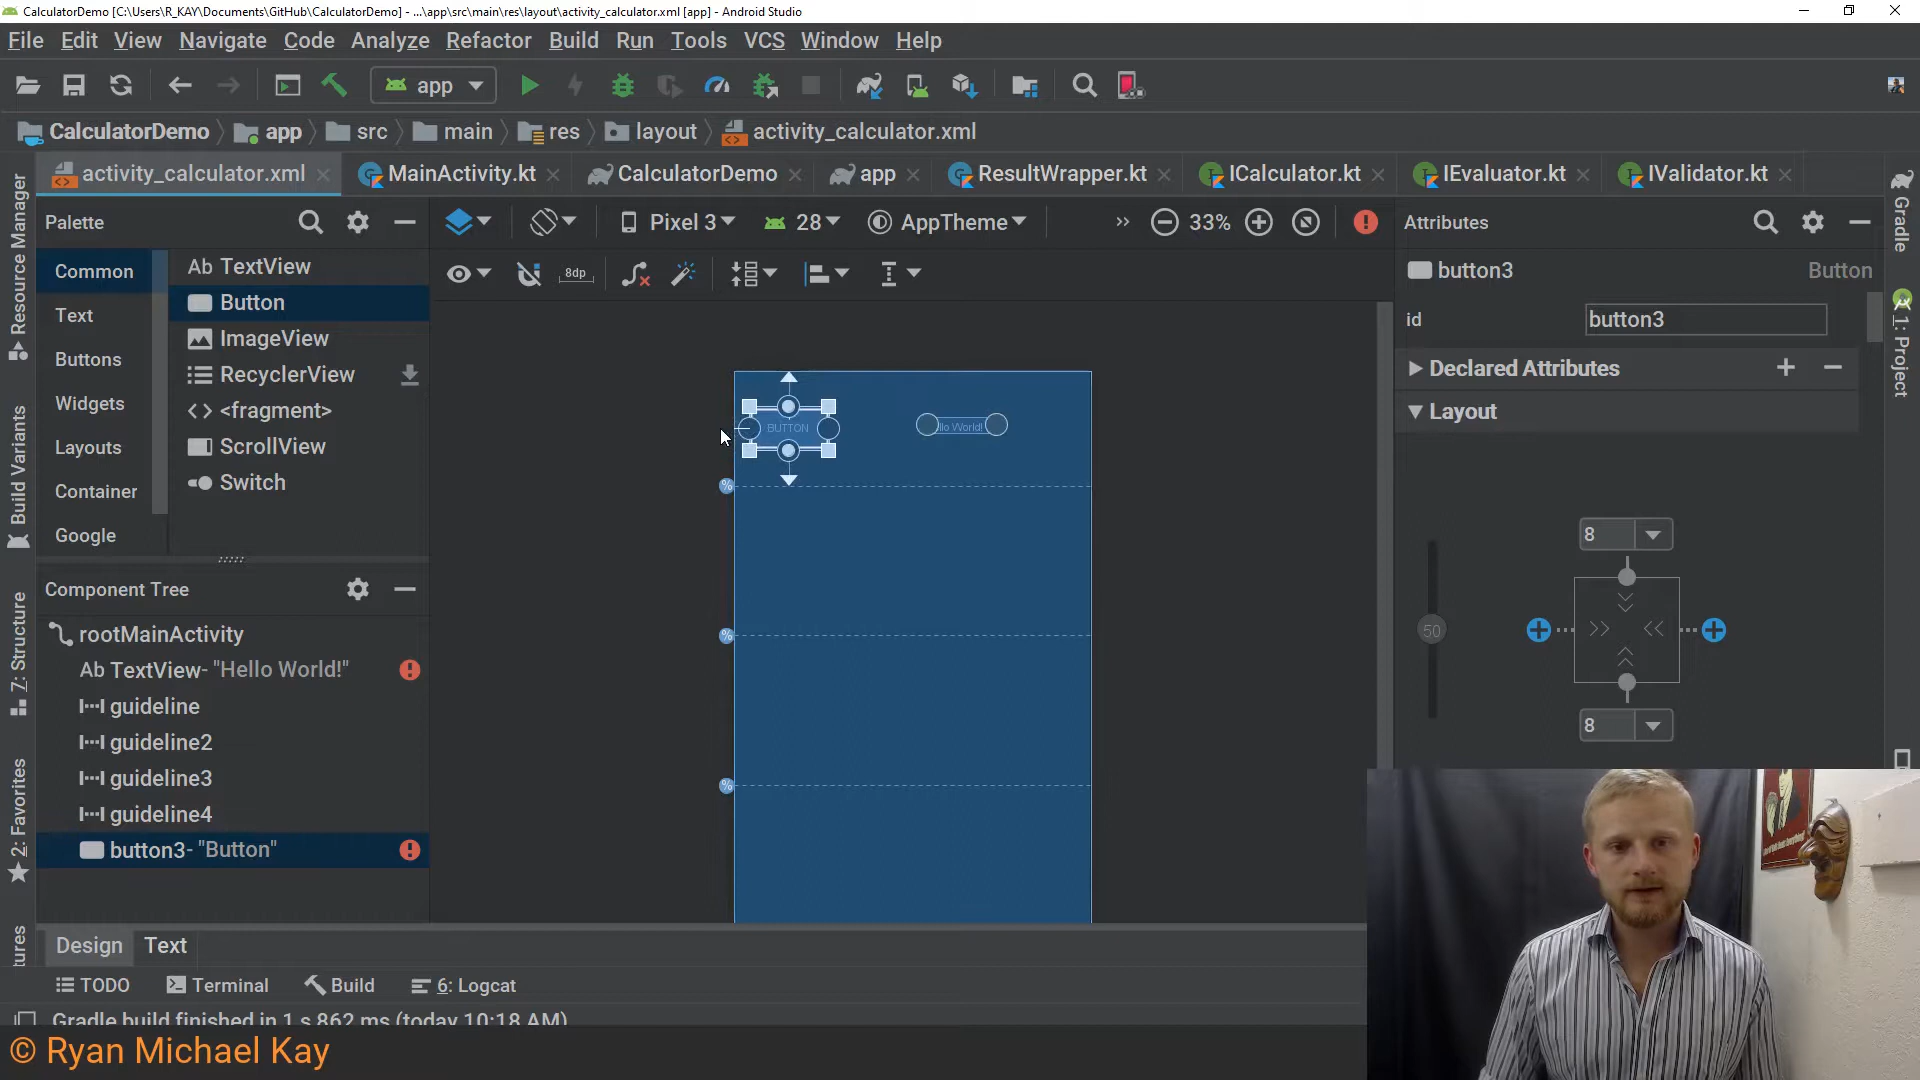 CalculatorDemo [C:\Users\R_KAY\Documents\GitHub\CalculatorDemo] - ...\app\src\main\res\layout\activity_calculator.xml [app] - Android Studio
File Edit View Navigate Code Analyze Refactor Build Run Tools VCS Window Help
app
CalculatorDemo app src main res layout activity_calculator.xml
activity_calculator.xml MainActivity.kt CalculatorDemo app ResultWrapper.kt ICalculator.kt IEvaluator.kt IValidator.kt
Palette
Pixel 3 28 AppTheme 33%
Attributes
Common
Text
Buttons
Widgets
Layouts
Container
Google
Ab TextView
Button
ImageView
RecyclerView
<fragment>
ScrollView
Switch
8dp
BUTTON
llo World!
%
%
%
button3 Button
id button3
Declared Attributes
Layout
8
50
8
Component Tree
rootMainActivity
Ab TextView- "Hello World!"
guideline
guideline2
guideline3
guideline4
button3- "Button"
Resource Manager
Build Variants
7: Structure
2: Favorites
tures
Gradle
1: Project
Design Text
TODO Terminal Build 6: Logcat
Gradle build finished in 1 s 862 ms (today 10:18 AM)
© Ryan Michael Kay